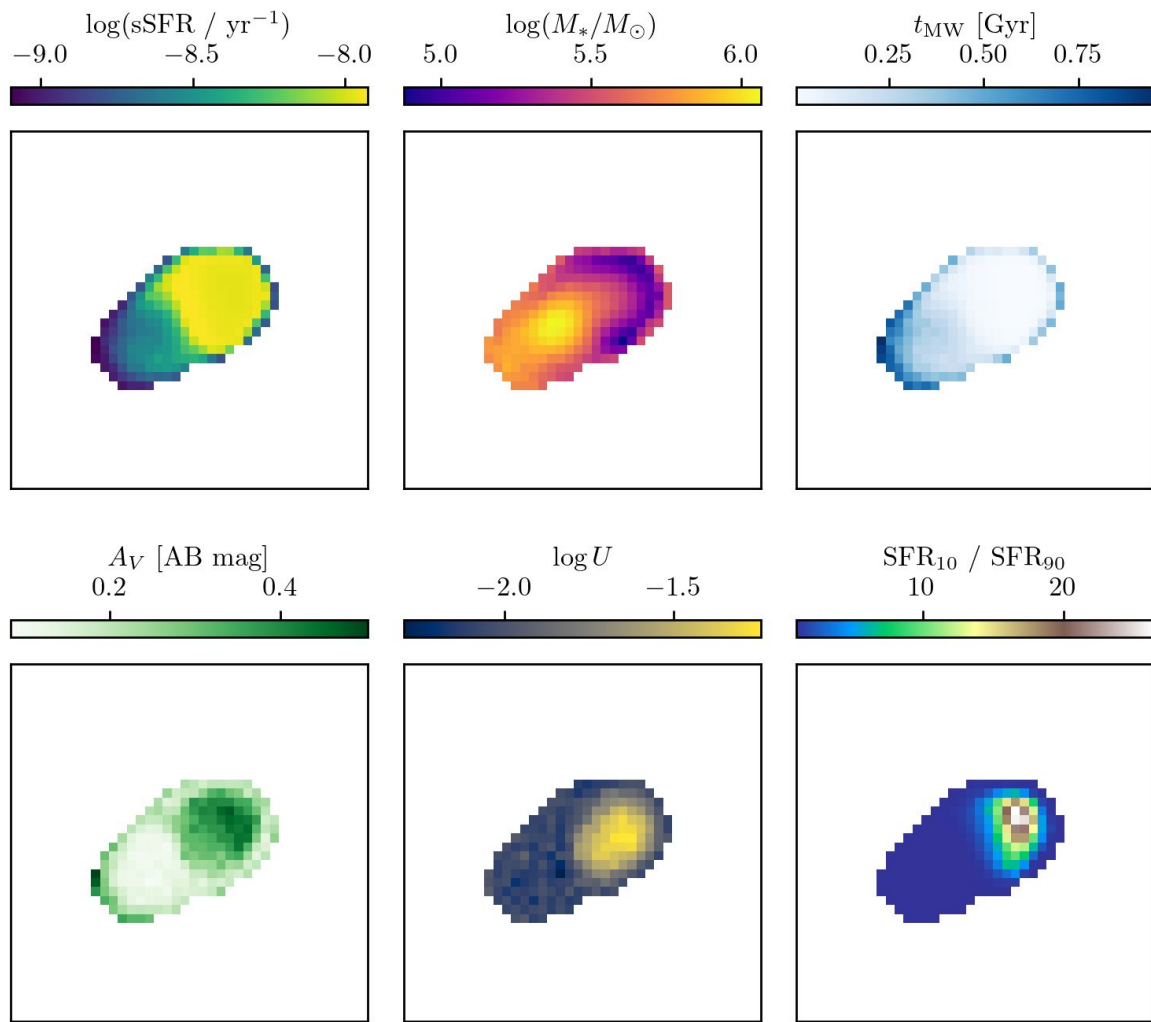 log(sSFR / yr⁻¹)
−9.0 −8.5 −8.0
log(M*/M⊙)
5.0 5.5 6.0
tMW [Gyr]
0.25 0.50 0.75
AV [AB mag]
0.2 0.4
log U
−2.0 −1.5
SFR₁₀ / SFR₉₀
10 20